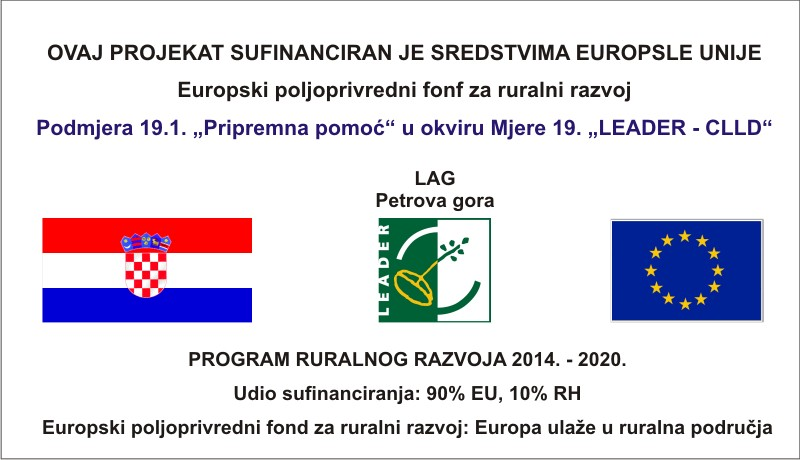 OVAJ PROJEKAT SUFINANCIRAN JE SREDSTVIMA EUROPSLE UNIJE
Europski poljoprivredni fonf za ruralni razvoj
Podmjera 19.1. „Pripremna pomoć“ u okviru Mjere 19. „LEADER - CLLD“
LAG
Petrova gora
LEADER
PROGRAM RURALNOG RAZVOJA 2014. - 2020.
Udio sufinanciranja: 90% EU, 10% RH
Europski poljoprivredni fond za ruralni razvoj: Europa ulaže u ruralna područja